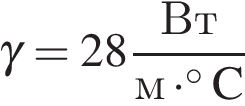 γ = 28 Вт / м · °С